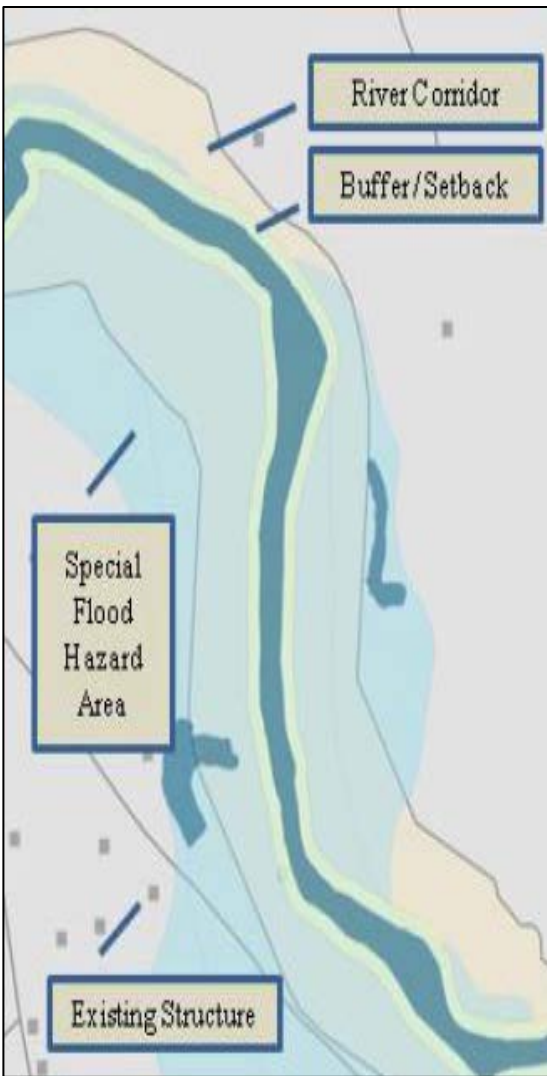 River Corridor
Buffer/Setback
Special
Flood
Hazard
Area
Existing Structure